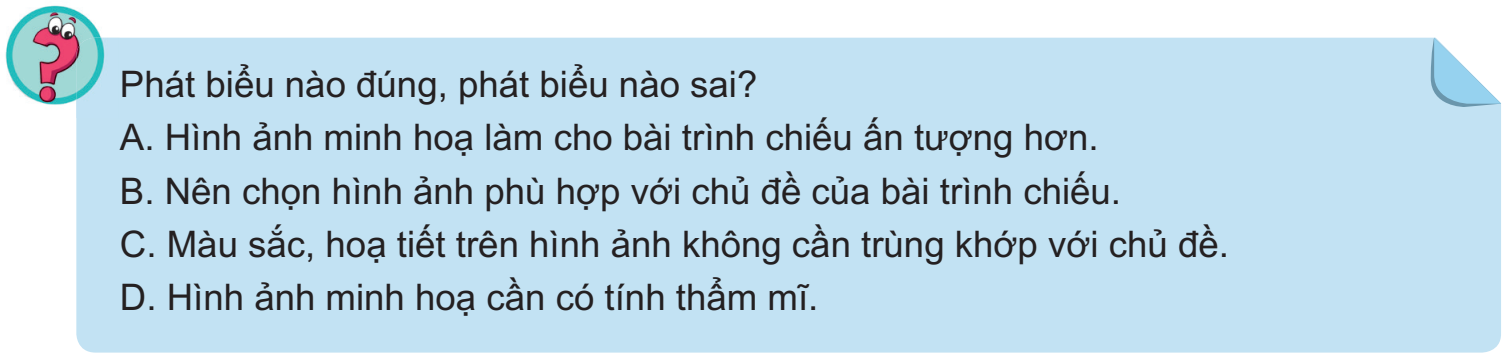 Phát biểu nào đúng, phát biểu nào sai?
A. Hình ảnh minh hoạ làm cho bài trình chiếu ấn tượng hơn.
B. Nên chọn hình ảnh phù hợp với chủ đề của bài trình chiếu.
C. Màu sắc, hoạ tiết trên hình ảnh không cần trùng khớp với chủ đề.
D. Hình ảnh minh hoạ cần có tính thẩm mĩ.